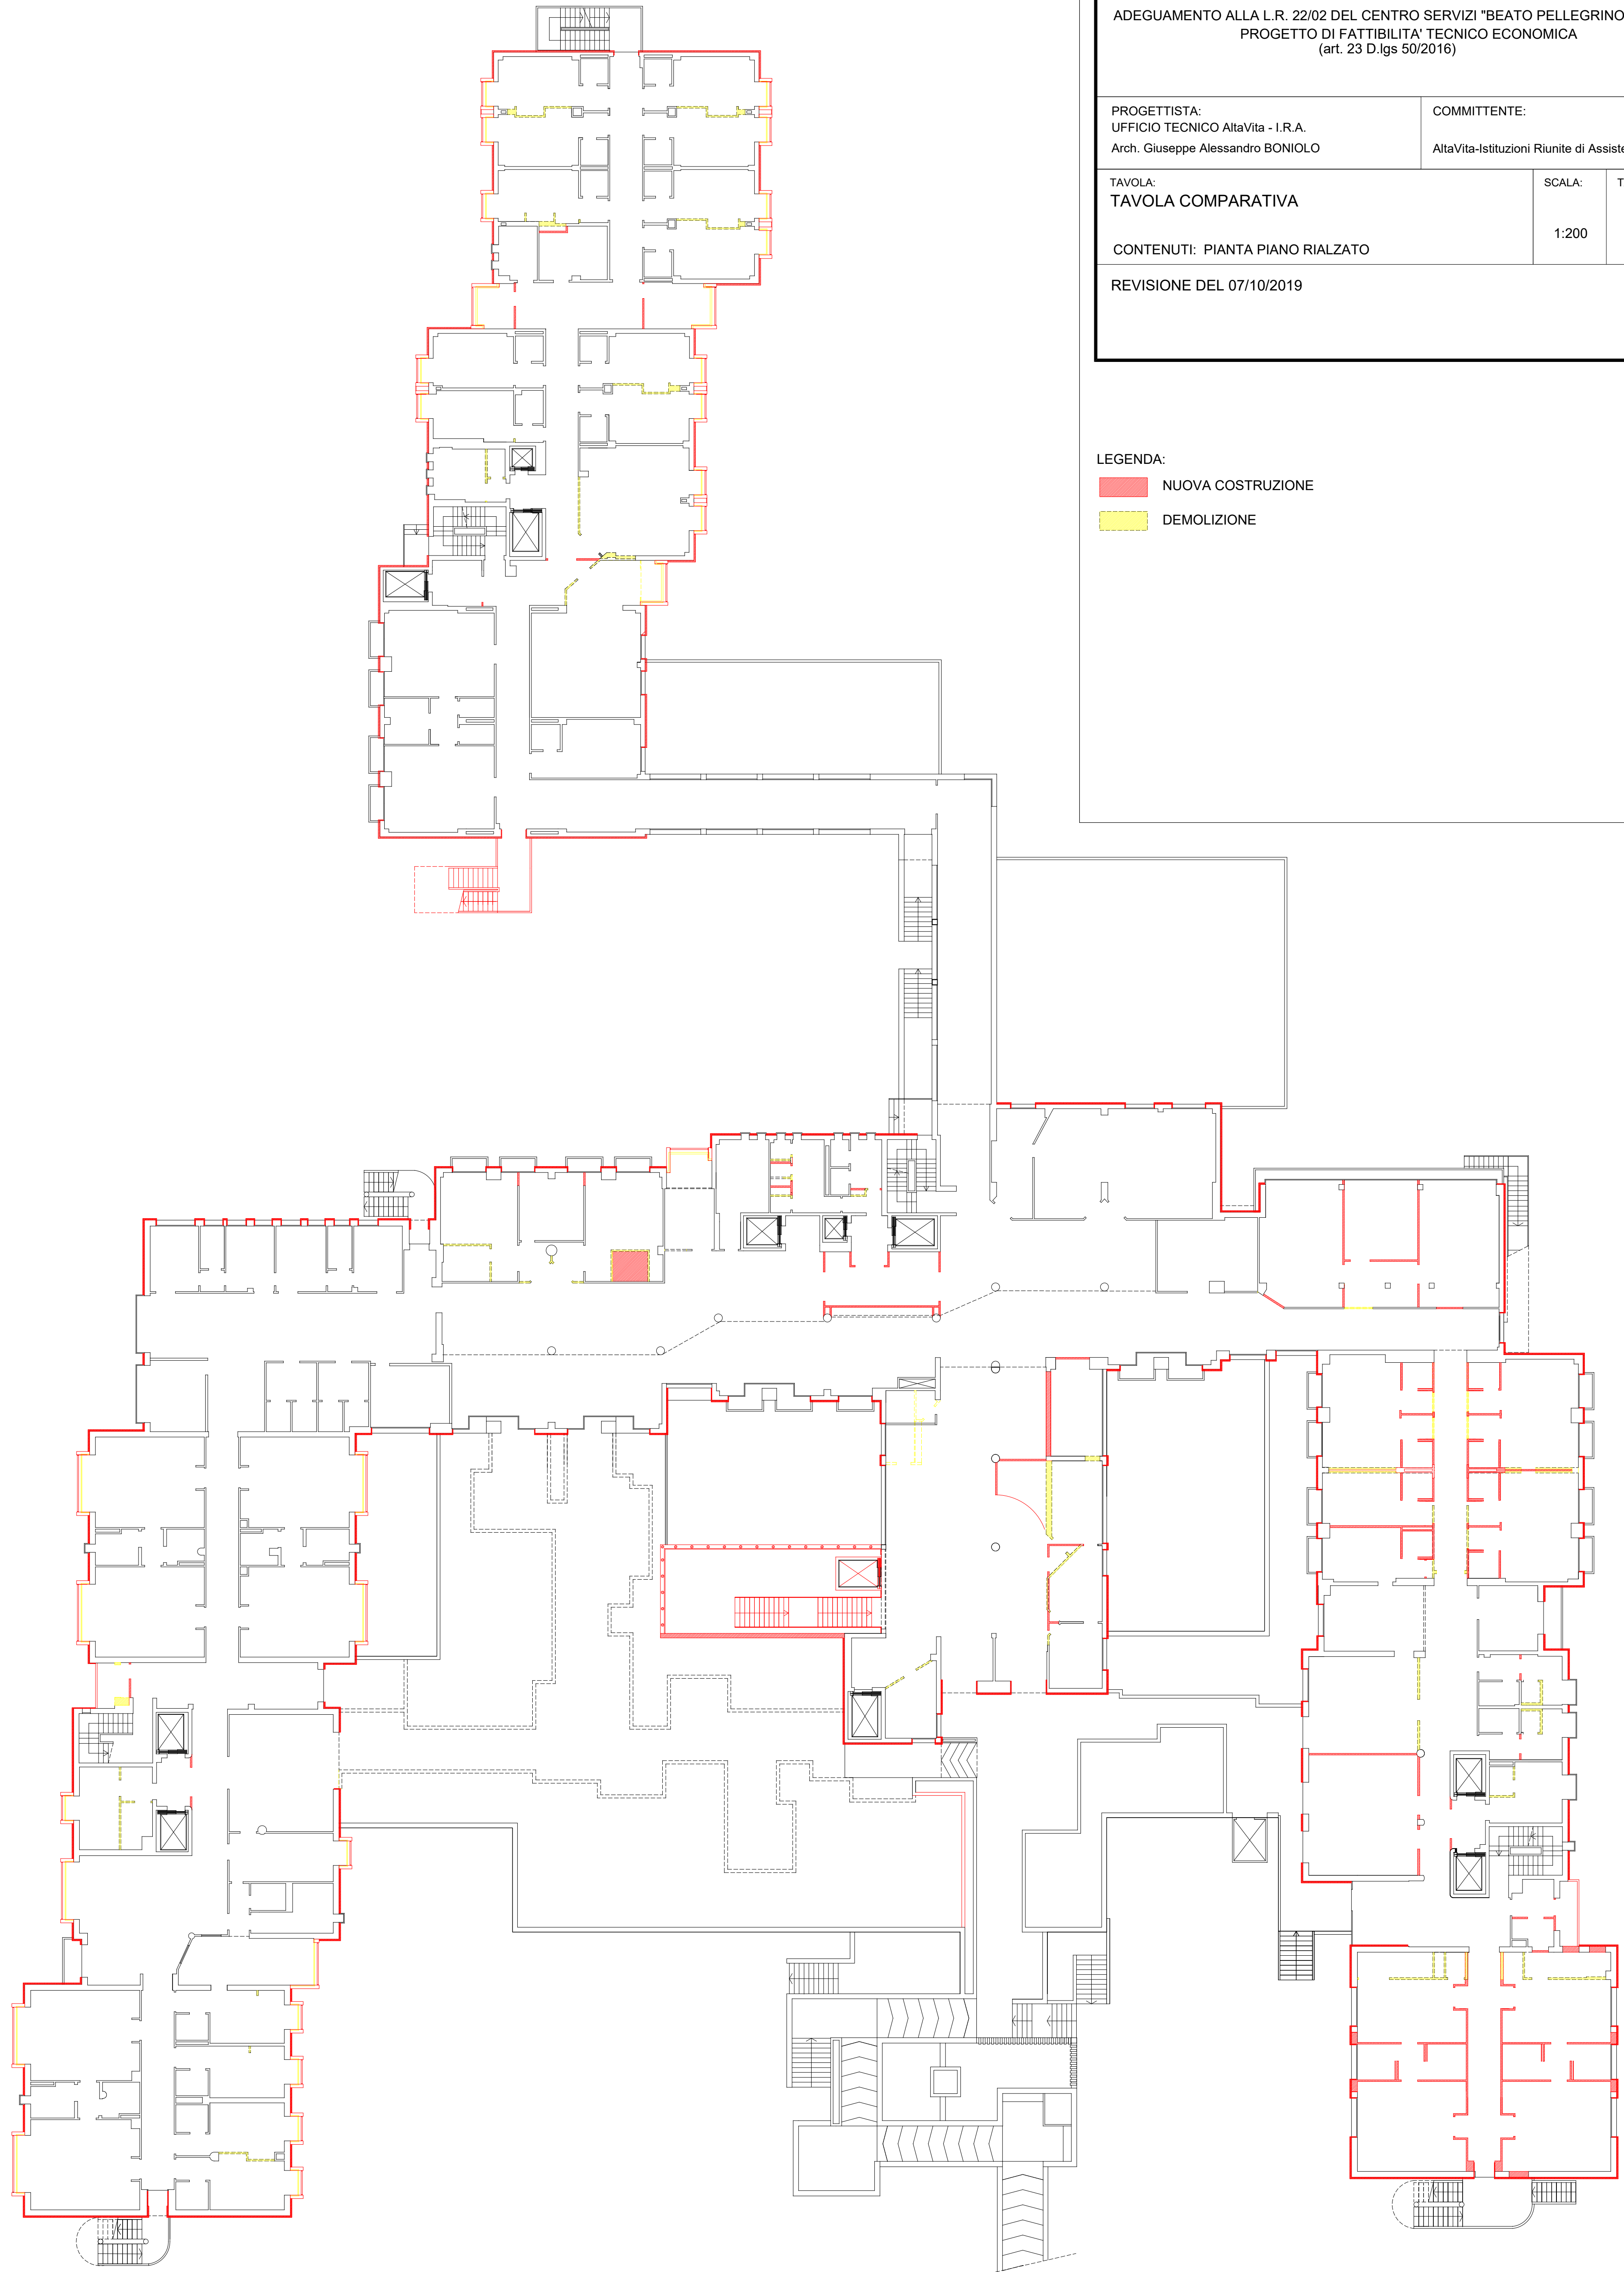 ADEGUAMENTO ALLA L.R. 22/02 DEL CENTRO SERVIZI "BEATO PELLEGRINO
PROGETTO DI FATTIBILITA' TECNICO ECONOMICA
(art. 23 D.lgs 50/2016)
PROGETTISTA:
UFFICIO TECNICO AltaVita - I.R.A.
Arch. Giuseppe Alessandro BONIOLO
COMMITTENTE:
AltaVita-Istituzioni Riunite di
TAVOLA:
TAVOLA COMPARATIVA
CONTENUTI: PIANTA PIANO RIALZATO
SCALA:
1:200
REVISIONE DEL 07/10/2019
LEGENDA:
NUOVA COSTRUZIONE
DEMOLIZIONE